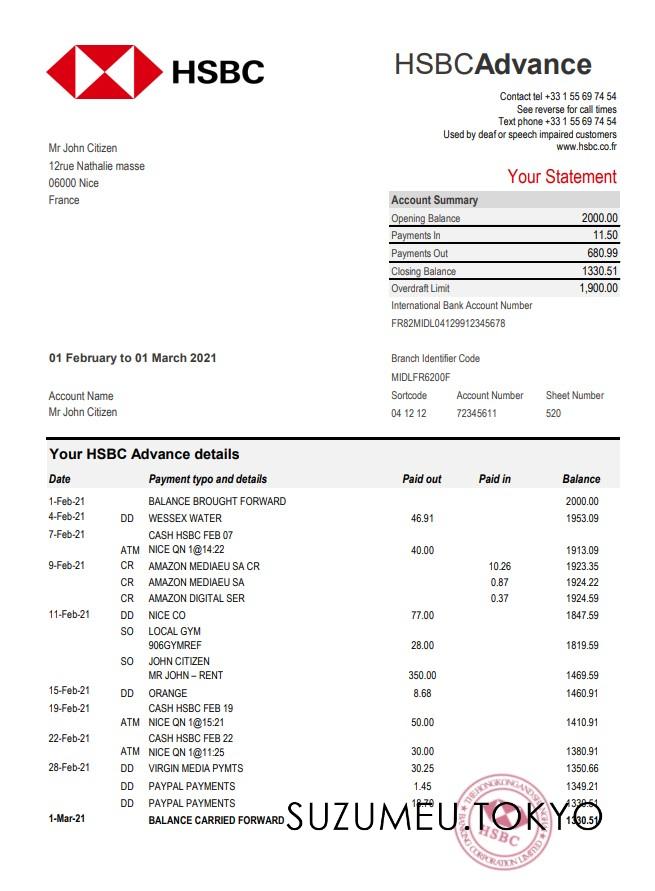 HSBC
HSBCAdvance
Contact tel +33 1 55 69 74 54
See reverse for call times
Text phone +33 1 55 69 74 54
Used by deaf or speech impaired customers
www.hsbc.co.fr
Mr John Citizen
12rue Nathalie masse
06000 Nice
France
Your Statement
Account Summary
Opening Balance 2000.00
Payments In 11.50
Payments Out 680.99
Closing Balance 1330.51
Overdraft Limit 1,900.00
International Bank Account Number
FR82MIDL04129912345678
01 February to 01 March 2021
Branch Identifier Code
MIDLFR6200F
Account Name
Mr John Citizen
Sortcode Account Number Sheet Number
04 12 12 72345611 520
Your HSBC Advance details
Date Payment typo and details Paid out Paid in Balance
1-Feb-21 BALANCE BROUGHT FORWARD 2000.00
4-Feb-21 DD WESSEX WATER 46.91 1953.09
7-Feb-21 CASH HSBC FEB 07
ATM NICE QN 1@14:22 40.00 1913.09
9-Feb-21 CR AMAZON MEDIAEU SA CR 10.26 1923.35
CR AMAZON MEDIAEU SA 0.87 1924.22
CR AMAZON DIGITAL SER 0.37 1924.59
11-Feb-21 DD NICE CO 77.00 1847.59
SO LOCAL GYM
906GYMREF 28.00 1819.59
SO JOHN CITIZEN
MR JOHN – RENT 350.00 1469.59
15-Feb-21 DD ORANGE 8.68 1460.91
19-Feb-21 CASH HSBC FEB 19
ATM NICE QN 1@15:21 50.00 1410.91
22-Feb-21 CASH HSBC FEB 22
ATM NICE QN 1@11:25 30.00 1380.91
28-Feb-21 DD VIRGIN MEDIA PYMTS 30.25 1350.66
DD PAYPAL PAYMENTS 1.45 1349.21
DD PAYPAL PAYMENTS 18.70 1330.51
1-Mar-21 BALANCE CARRIED FORWARD 1330.51
SUZUMEU.TOKYO
THE HONGKONG AND SHANGHAI
HSBC
BANKING CORPORATION LIMITED